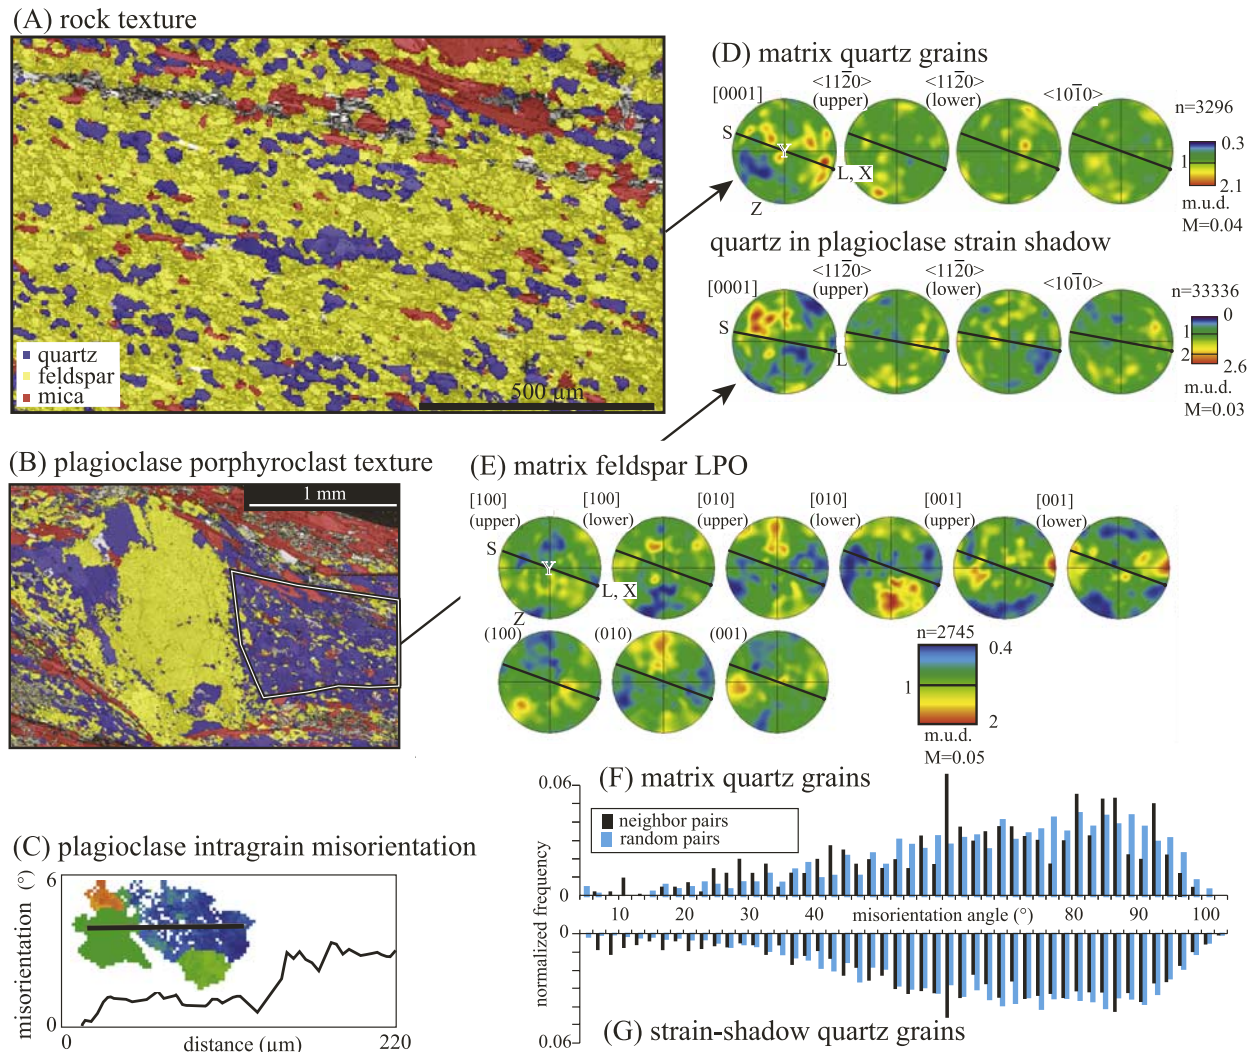 (A) rock texture
quartz
feldspar
mica
500 µm
(B) plagioclase porphyroclast texture
1 mm
(C) plagioclase intragrain misorientation
misorientation (°)
6
0
0
distance (µm)
220
(D) matrix quartz grains
[0001]
<112̄0>
(upper)
<112̄0>
(lower)
<101̄0>
n=3296
S
Y
L, X
Z
0.3
1
2.1
m.u.d.
M=0.04
quartz in plagioclase strain shadow
[0001]
<112̄0>
(upper)
<112̄0>
(lower)
<101̄0>
n=33336
S
L
0
1
2
2.6
m.u.d.
M=0.03
(E) matrix feldspar LPO
[100]
(upper)
[100]
(lower)
[010]
(upper)
[010]
(lower)
[001]
(upper)
[001]
(lower)
S
Y
L, X
Z
(100)
(010)
(001)
n=2745
0.4
1
2
m.u.d.
M=0.05
(F) matrix quartz grains
0.06
neighbor pairs
random pairs
0
10 20 30 40 misorientation angle (°) 80 90 100
normalized frequency
0
0.06
(G) strain-shadow quartz grains